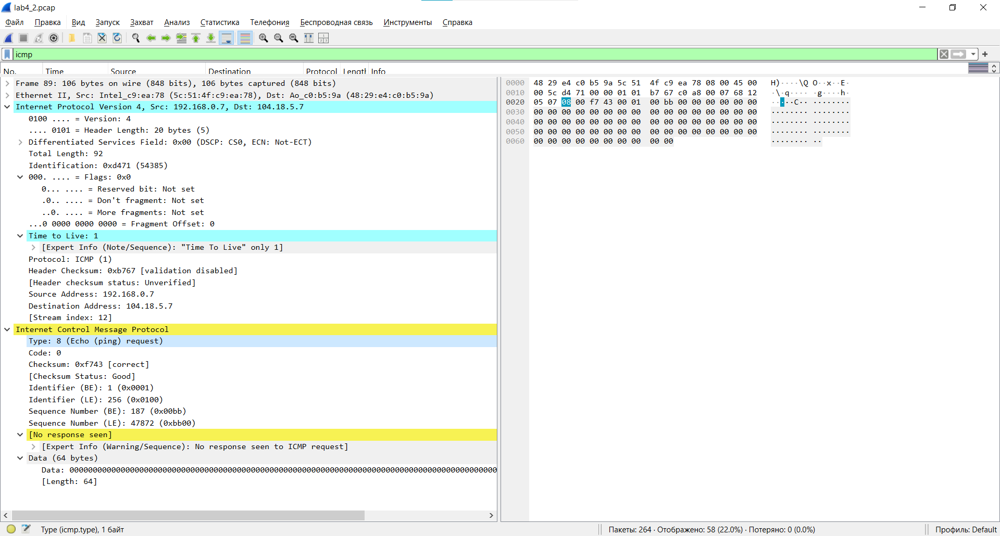 lab4_2.pcap
Файл Правка Вид Запуск Захват Анализ Статистика Телефония Беспроводная связь Инструменты Справка
icmp
No. Time Source Destination Protocol Length Info
Frame 89: 106 bytes on wire (848 bits), 106 bytes captured (848 bits)
Ethernet II, Src: Intel_c9:ea:78 (5c:51:4f:c9:ea:78), Dst: Ao_c0:b5:9a (48:29:e4:c0:b5:9a)
Internet Protocol Version 4, Src: 192.168.0.7, Dst: 104.18.5.7
0100 .... = Version: 4
.... 0101 = Header Length: 20 bytes (5)
Differentiated Services Field: 0x00 (DSCP: CS0, ECN: Not-ECT)
Total Length: 92
Identification: 0xd471 (54385)
000. .... = Flags: 0x0
0... .... = Reserved bit: Not set
.0.. .... = Don't fragment: Not set
..0. .... = More fragments: Not set
...0 0000 0000 0000 = Fragment Offset: 0
Time to Live: 1
[Expert Info (Note/Sequence): "Time To Live" only 1]
Protocol: ICMP (1)
Header Checksum: 0xb767 [validation disabled]
[Header checksum status: Unverified]
Source Address: 192.168.0.7
Destination Address: 104.18.5.7
[Stream index: 12]
Internet Control Message Protocol
Type: 8 (Echo (ping) request)
Code: 0
Checksum: 0xf743 [correct]
[Checksum Status: Good]
Identifier (BE): 1 (0x0001)
Identifier (LE): 256 (0x0100)
Sequence Number (BE): 187 (0x00bb)
Sequence Number (LE): 47872 (0xbb00)
[No response seen]
[Expert Info (Warning/Sequence): No response seen to ICMP request]
Data (64 bytes)
Data: 00000000000000000000000000000000000000000000000000000000000000000000000000000000000000000000
[Length: 64]
0000 48 29 e4 c0 b5 9a 5c 51 4f c9 ea 78 08 00 45 00 H)····\Q O··x··E·
0010 00 5c d4 71 00 00 01 01 b7 67 c0 a8 00 07 68 12 ·\·q···· ·g····h·
0020 05 07 08 00 f7 43 00 01 00 bb 00 00 00 00 00 00 ·····C·· ········
0030 00 00 00 00 00 00 00 00 00 00 00 00 00 00 00 00 ········ ········
0040 00 00 00 00 00 00 00 00 00 00 00 00 00 00 00 00 ········ ········
0050 00 00 00 00 00 00 00 00 00 00 00 00 00 00 00 00 ········ ········
0060 00 00 00 00 00 00 00 00 00 00 ········ ··
Type (icmp.type), 1 байт
Пакеты: 264 · Отображено: 58 (22.0%) · Потеряно: 0 (0.0%)
Профиль: Default